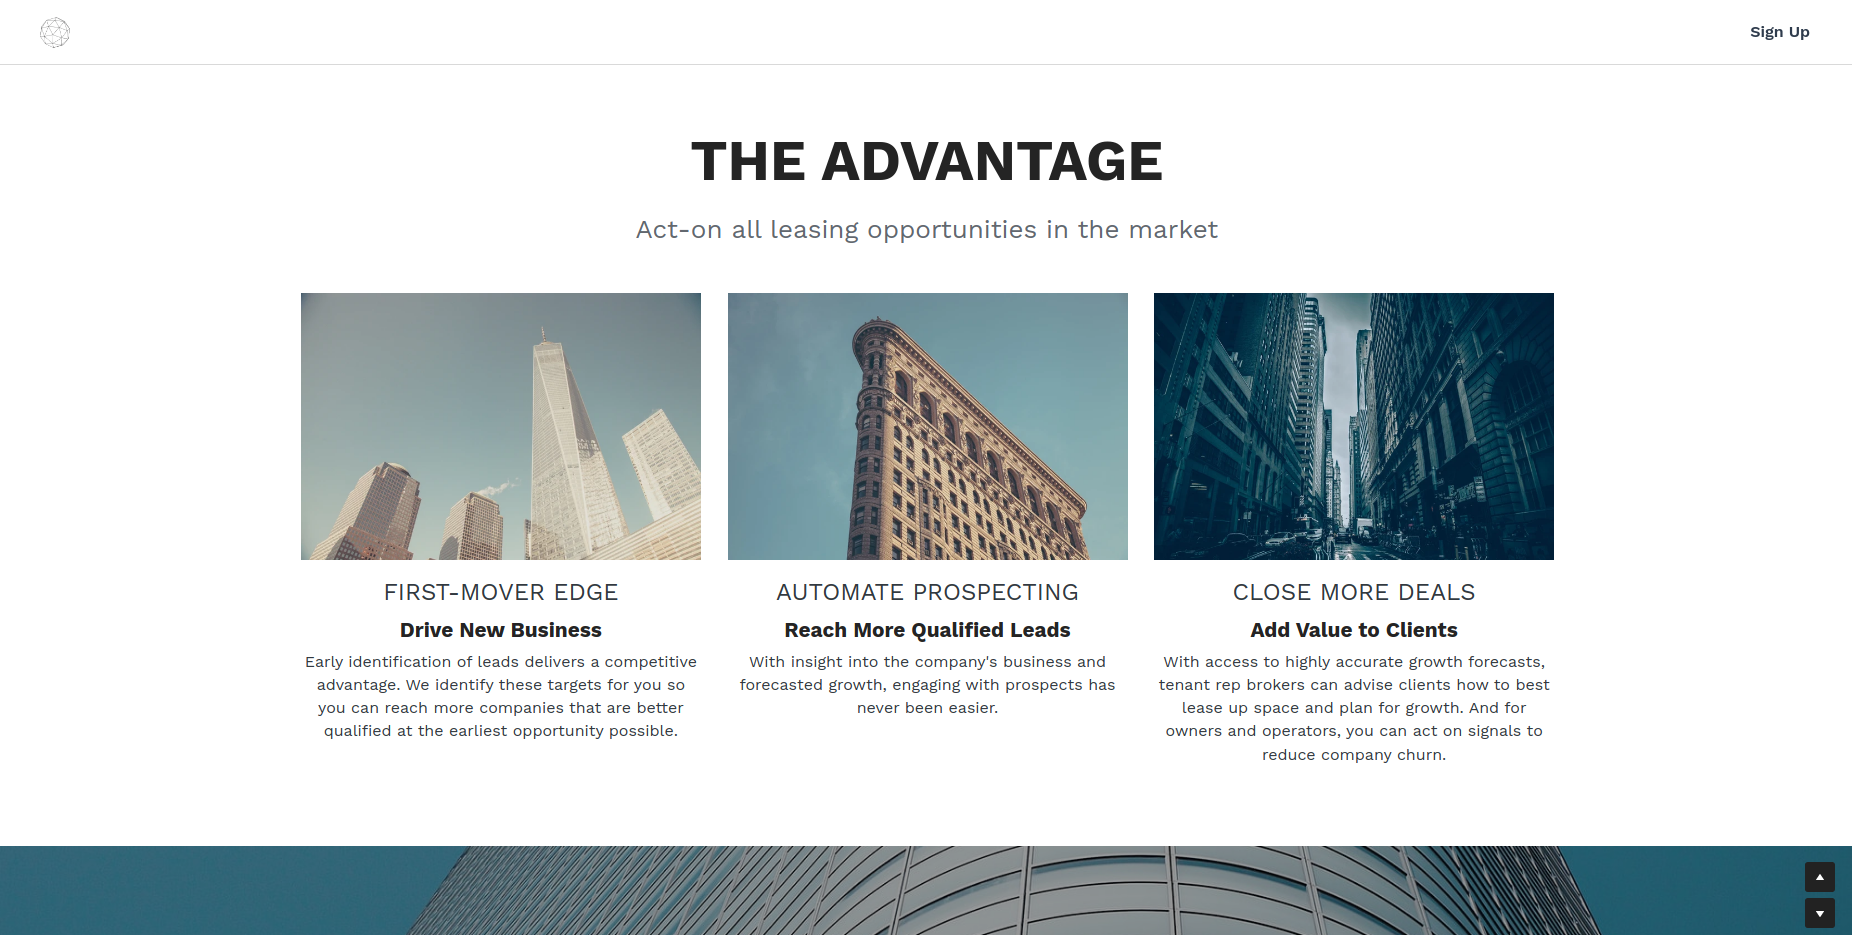 Sign Up
THE ADVANTAGE
Act-on all leasing opportunities in the market
FIRST-MOVER EDGE
Drive New Business
Early identification of leads delivers a competitive
advantage. We identify these targets for you so
you can reach more companies that are better
qualified at the earliest opportunity possible.
AUTOMATE PROSPECTING
Reach More Qualified Leads
With insight into the company's business and
forecasted growth, engaging with prospects has
never been easier.
CLOSE MORE DEALS
Add Value to Clients
With access to highly accurate growth forecasts,
tenant rep brokers can advise clients how to best
lease up space and plan for growth. And for
owners and operators, you can act on signals to
reduce company churn.